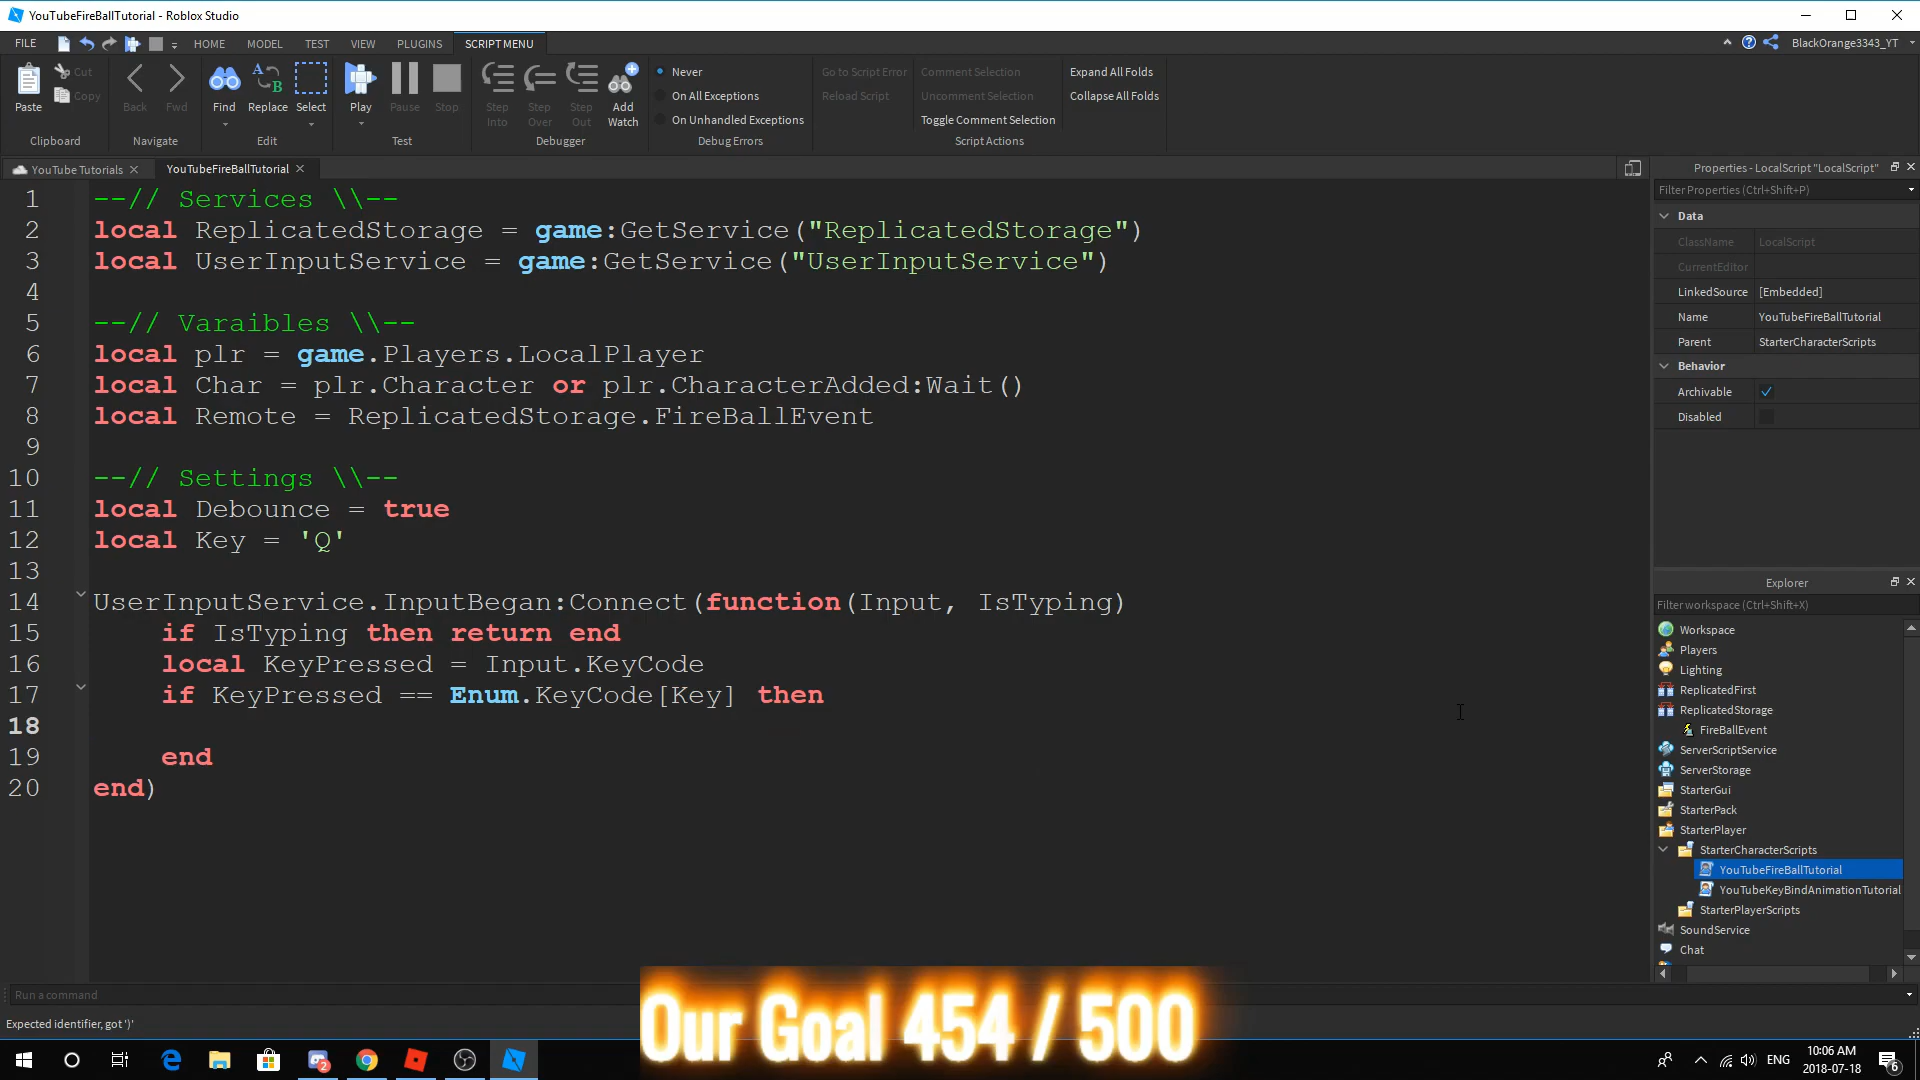 YouTubeFireBallTutorial - Roblox Studio
FILE HOME MODEL TEST VIEW PLUGINS SCRIPT MENU BlackOrange3343_YT
Paste Cut Copy Back Fwd Find Replace Select Play Pause Stop Step Into Step Over Step Out Add Watch
Never
On All Exceptions
On Unhandled Exceptions
Go to Script Error
Reload Script
Comment Selection
Uncomment Selection
Toggle Comment Selection
Expand All Folds
Collapse All Folds
Clipboard Navigate Edit Test Debugger Debug Errors Script Actions
YouTube Tutorials YouTubeFireBallTutorial
1 --// Services \\--
2 local ReplicatedStorage = game:GetService("ReplicatedStorage")
3 local UserInputService = game:GetService("UserInputService")
4
5 --// Varaibles \\--
6 local plr = game.Players.LocalPlayer
7 local Char = plr.Character or plr.CharacterAdded:Wait()
8 local Remote = ReplicatedStorage.FireBallEvent
9
10 --// Settings \\--
11 local Debounce = true
12 local Key = 'Q'
13
14 UserInputService.InputBegan:Connect(function(Input, IsTyping)
15 if IsTyping then return end
16 local KeyPressed = Input.KeyCode
17 if KeyPressed == Enum.KeyCode[Key] then
18
19 end
20 end)
Properties - LocalScript "LocalScript"
Filter Properties (Ctrl+Shift+P)
Data
ClassName LocalScript
CurrentEditor
LinkedSource [Embedded]
Name YouTubeFireBallTutorial
Parent StarterCharacterScripts
Behavior
Archivable
Disabled
Explorer
Filter workspace (Ctrl+Shift+X)
Workspace
Players
Lighting
ReplicatedFirst
ReplicatedStorage
FireBallEvent
ServerScriptService
ServerStorage
StarterGui
StarterPack
StarterPlayer
StarterCharacterScripts
YouTubeFireBallTutorial
YouTubeKeyBindAnimationTutorial
StarterPlayerScripts
SoundService
Chat
Run a command
Expected identifier, got ')'
Our Goal 454 / 500
2
ENG
10:06 AM
2018-07-18
6